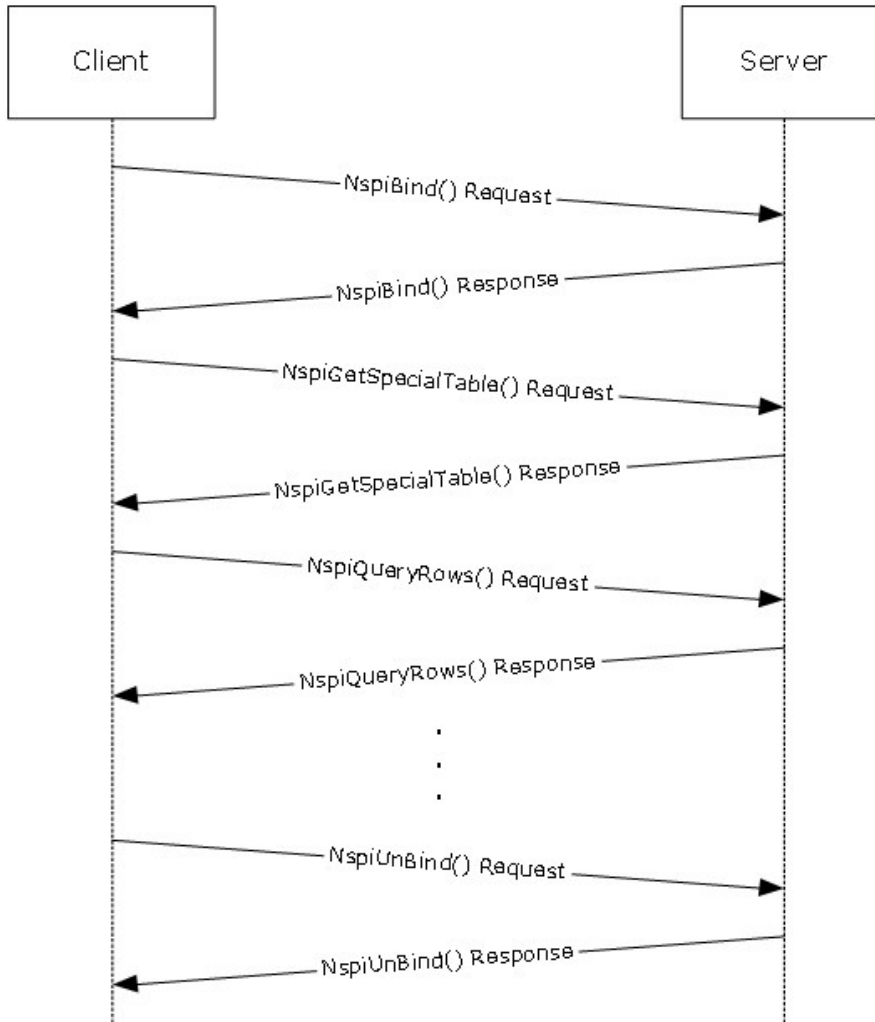 Client
Server
NspiBind() Request
NspiBind() Response
NspiGetSpecialTable() Request
NspiGetSpecialTable() Response
NspiQueryRows() Request
NspiQueryRows() Response
.
.
.
NspiUnBind() Request
NspiUnBind() Response